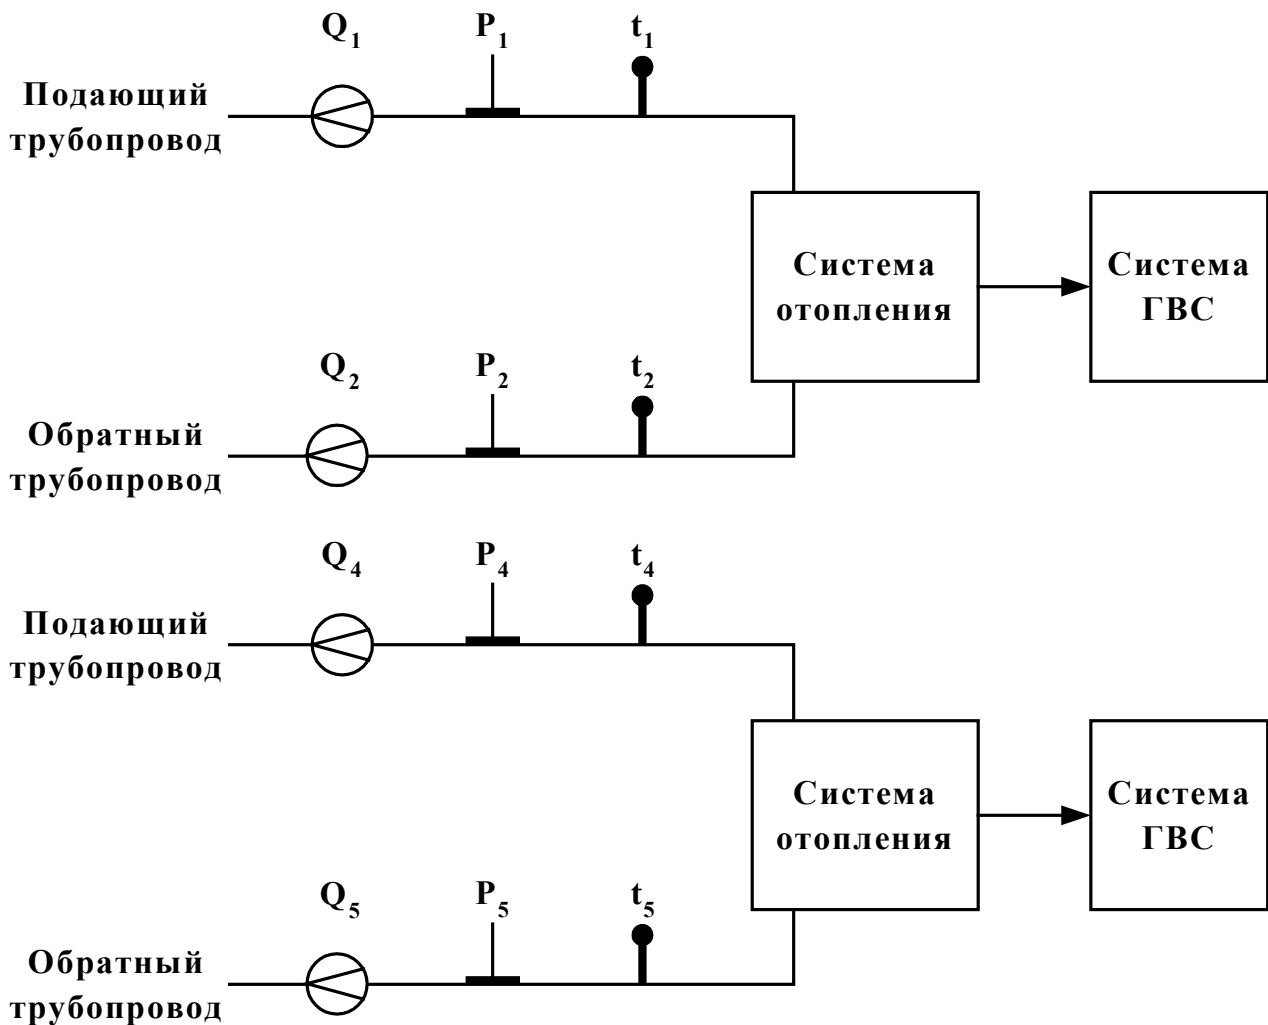 Q1 P1 t1
Подающий
трубопровод
Система
отопления
Система
ГВС
Q2 P2 t2
Обратный
трубопровод
Q4 P4 t4
Подающий
трубопровод
Система
отопления
Система
ГВС
Q5 P5 t5
Обратный
трубопровод